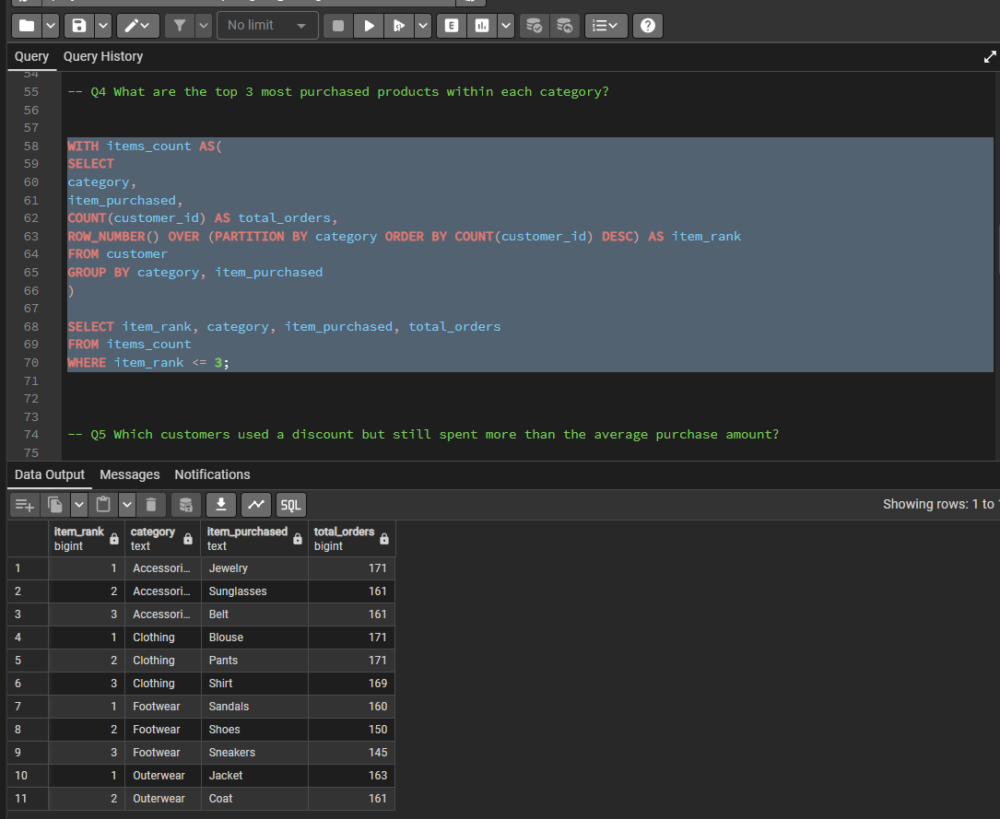 No limit
E
Query Query History
54
55 -- Q4 What are the top 3 most purchased products within each category?
56
57
58 WITH items_count AS(
59 SELECT
60 category,
61 item_purchased,
62 COUNT(customer_id) AS total_orders,
63 ROW_NUMBER() OVER (PARTITION BY category ORDER BY COUNT(customer_id) DESC) AS item_rank
64 FROM customer
65 GROUP BY category, item_purchased
66 )
67
68 SELECT item_rank, category, item_purchased, total_orders
69 FROM items_count
70 WHERE item_rank <= 3;
71
72
73
74 -- Q5 Which customers used a discount but still spent more than the average purchase amount?
75
Data Output Messages Notifications
SQL Showing rows: 1 to
item_rank category item_purchased total_orders
bigint text text bigint
1 1 Accessori... Jewelry 171
2 2 Accessori... Sunglasses 161
3 3 Accessori... Belt 161
4 1 Clothing Blouse 171
5 2 Clothing Pants 171
6 3 Clothing Shirt 169
7 1 Footwear Sandals 160
8 2 Footwear Shoes 150
9 3 Footwear Sneakers 145
10 1 Outerwear Jacket 163
11 2 Outerwear Coat 161